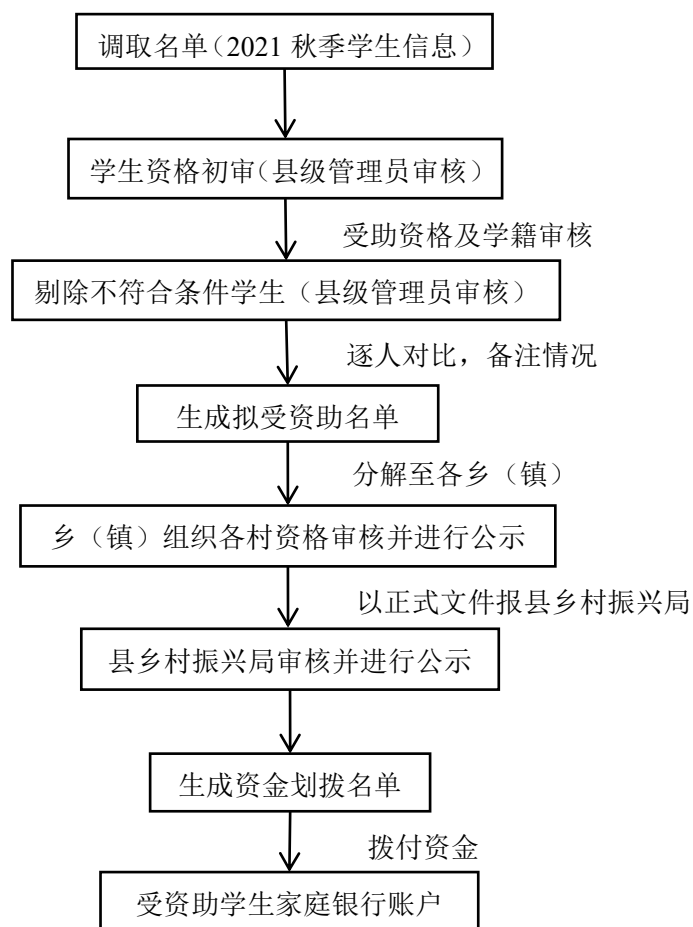 调取名单（2021 秋季学生信息）
学生资格初审（县级管理员审核）
受助资格及学籍审核
剔除不符合条件学生（县级管理员审核）
逐人对比，备注情况
生成拟受资助名单
分解至各乡（镇）
乡（镇）组织各村资格审核并进行公示
以正式文件报县乡村振兴局
县乡村振兴局审核并进行公示
生成资金划拨名单
拨付资金
受资助学生家庭银行账户